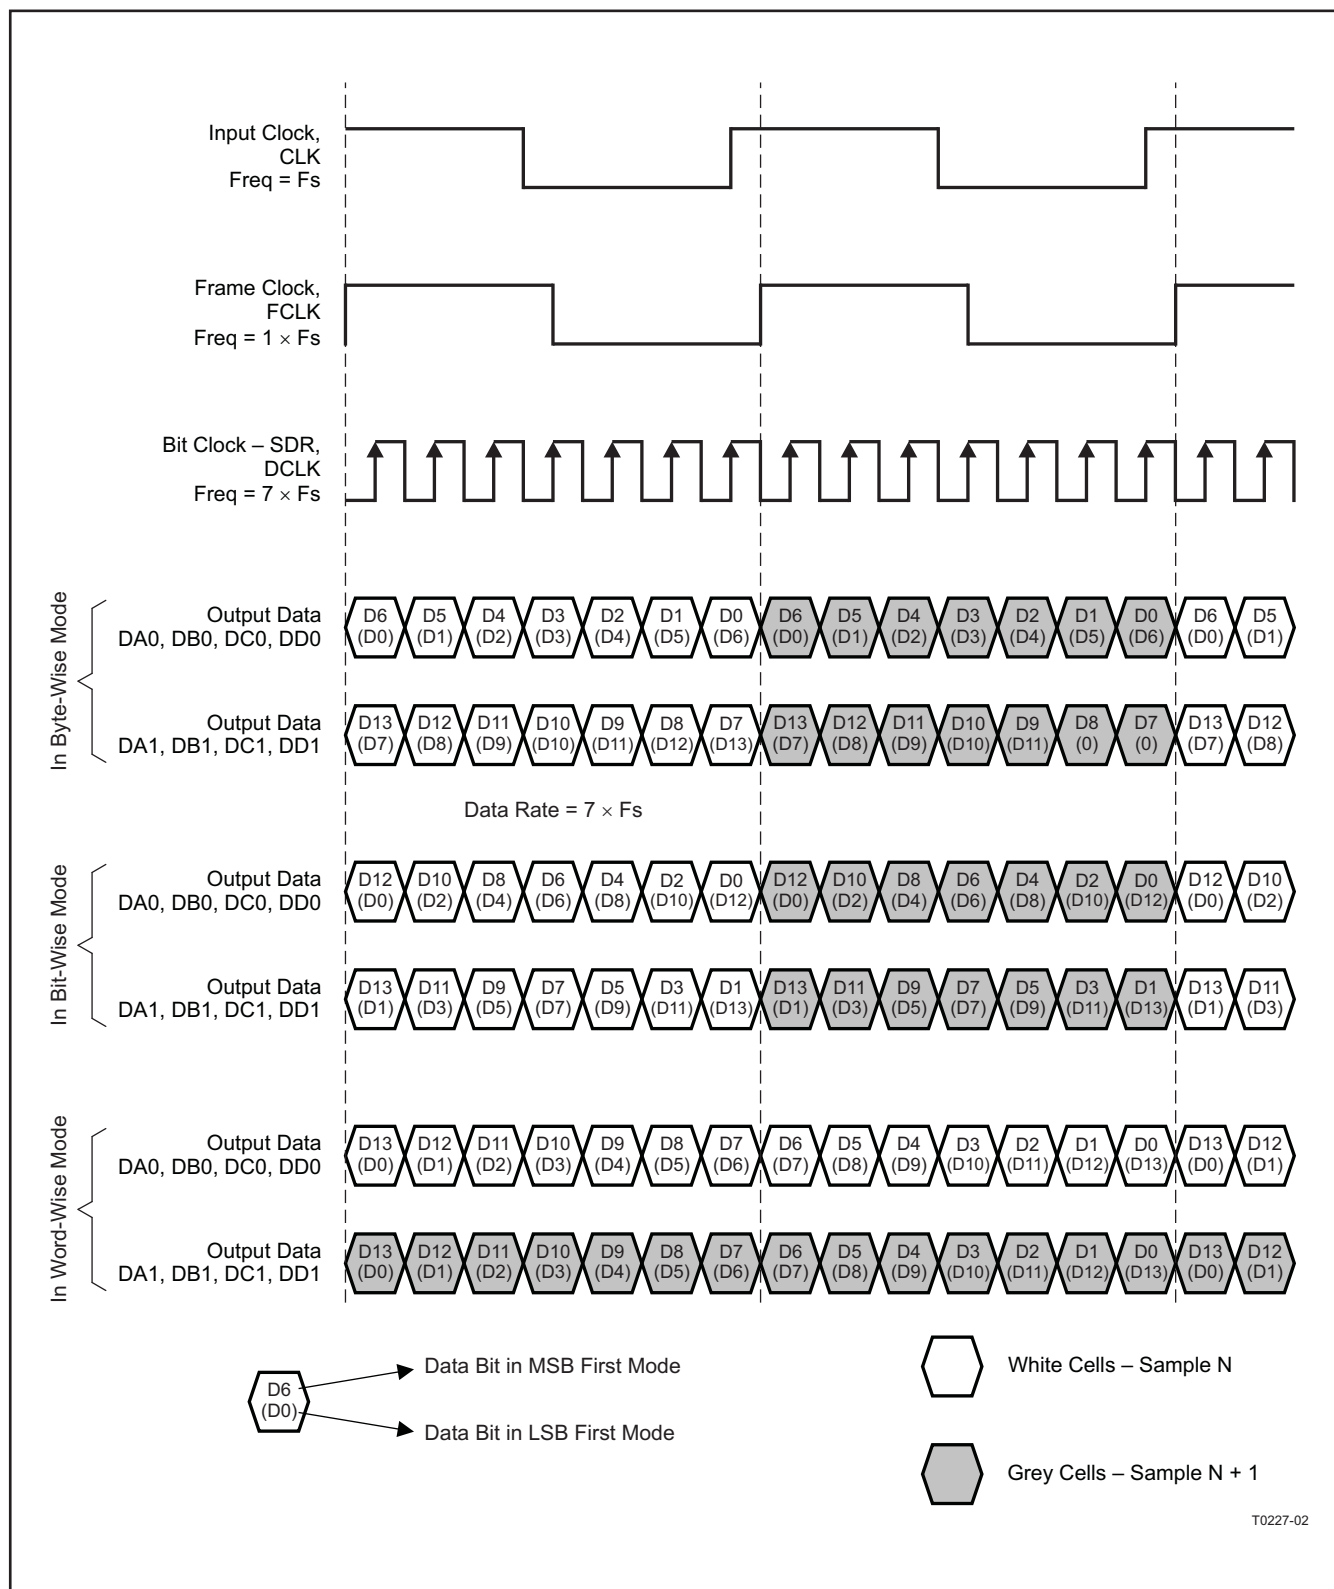 Input Clock,
CLK
Freq = Fs
Frame Clock,
FCLK
Freq = 1 × Fs
Bit Clock – SDR,
DCLK
Freq = 7 × Fs
In Byte-Wise Mode
Output Data
DA0, DB0, DC0, DD0
D6 D5 D4 D3 D2 D1 D0 D6 D5 D4 D3 D2 D1 D0 D6 D5
(D0) (D1) (D2) (D3) (D4) (D5) (D6) (D0) (D1) (D2) (D3) (D4) (D5) (D6) (D0) (D1)
Output Data
DA1, DB1, DC1, DD1
D13 D12 D11 D10 D9 D8 D7 D13 D12 D11 D10 D9 D8 D7 D13 D12
(D7) (D8) (D9) (D10) (D11) (D12) (D13) (D7) (D8) (D9) (D10) (D11) (0) (0) (D7) (D8)
Data Rate = 7 × Fs
In Bit-Wise Mode
Output Data
DA0, DB0, DC0, DD0
D12 D10 D8 D6 D4 D2 D0 D12 D10 D8 D6 D4 D2 D0 D12 D10
(D0) (D2) (D4) (D6) (D8) (D10) (D12) (D0) (D2) (D4) (D6) (D8) (D10) (D12) (D0) (D2)
Output Data
DA1, DB1, DC1, DD1
D13 D11 D9 D7 D5 D3 D1 D13 D11 D9 D7 D5 D3 D1 D13 D11
(D1) (D3) (D5) (D7) (D9) (D11) (D13) (D1) (D3) (D5) (D7) (D9) (D11) (D13) (D1) (D3)
In Word-Wise Mode
Output Data
DA0, DB0, DC0, DD0
D13 D12 D11 D10 D9 D8 D7 D6 D5 D4 D3 D2 D1 D0 D13 D12
(D0) (D1) (D2) (D3) (D4) (D5) (D6) (D7) (D8) (D9) (D10) (D11) (D12) (D13) (D0) (D1)
Output Data
DA1, DB1, DC1, DD1
D13 D12 D11 D10 D9 D8 D7 D6 D5 D4 D3 D2 D1 D0 D13 D12
(D0) (D1) (D2) (D3) (D4) (D5) (D6) (D7) (D8) (D9) (D10) (D11) (D12) (D13) (D0) (D1)
D6
(D0)
Data Bit in MSB First Mode
Data Bit in LSB First Mode
White Cells – Sample N
Grey Cells – Sample N + 1
T0227-02